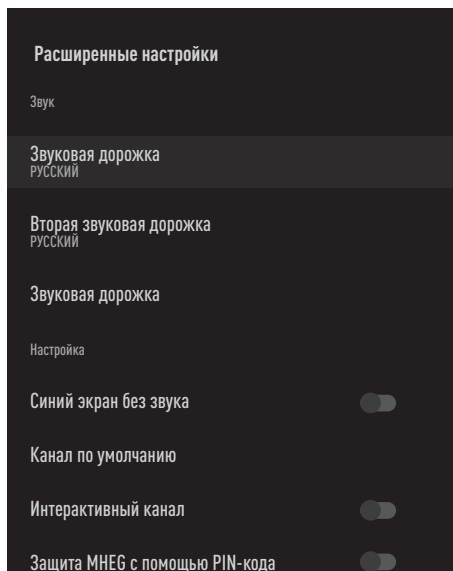 Расширенные настройки
Звук
Звуковая дорожка
РУССКИЙ
Вторая звуковая дорожка
РУССКИЙ
Звуковая дорожка
Настройка
Синий экран без звука
Канал по умолчанию
Интерактивный канал
Защита MHEG с помощью PIN-кода